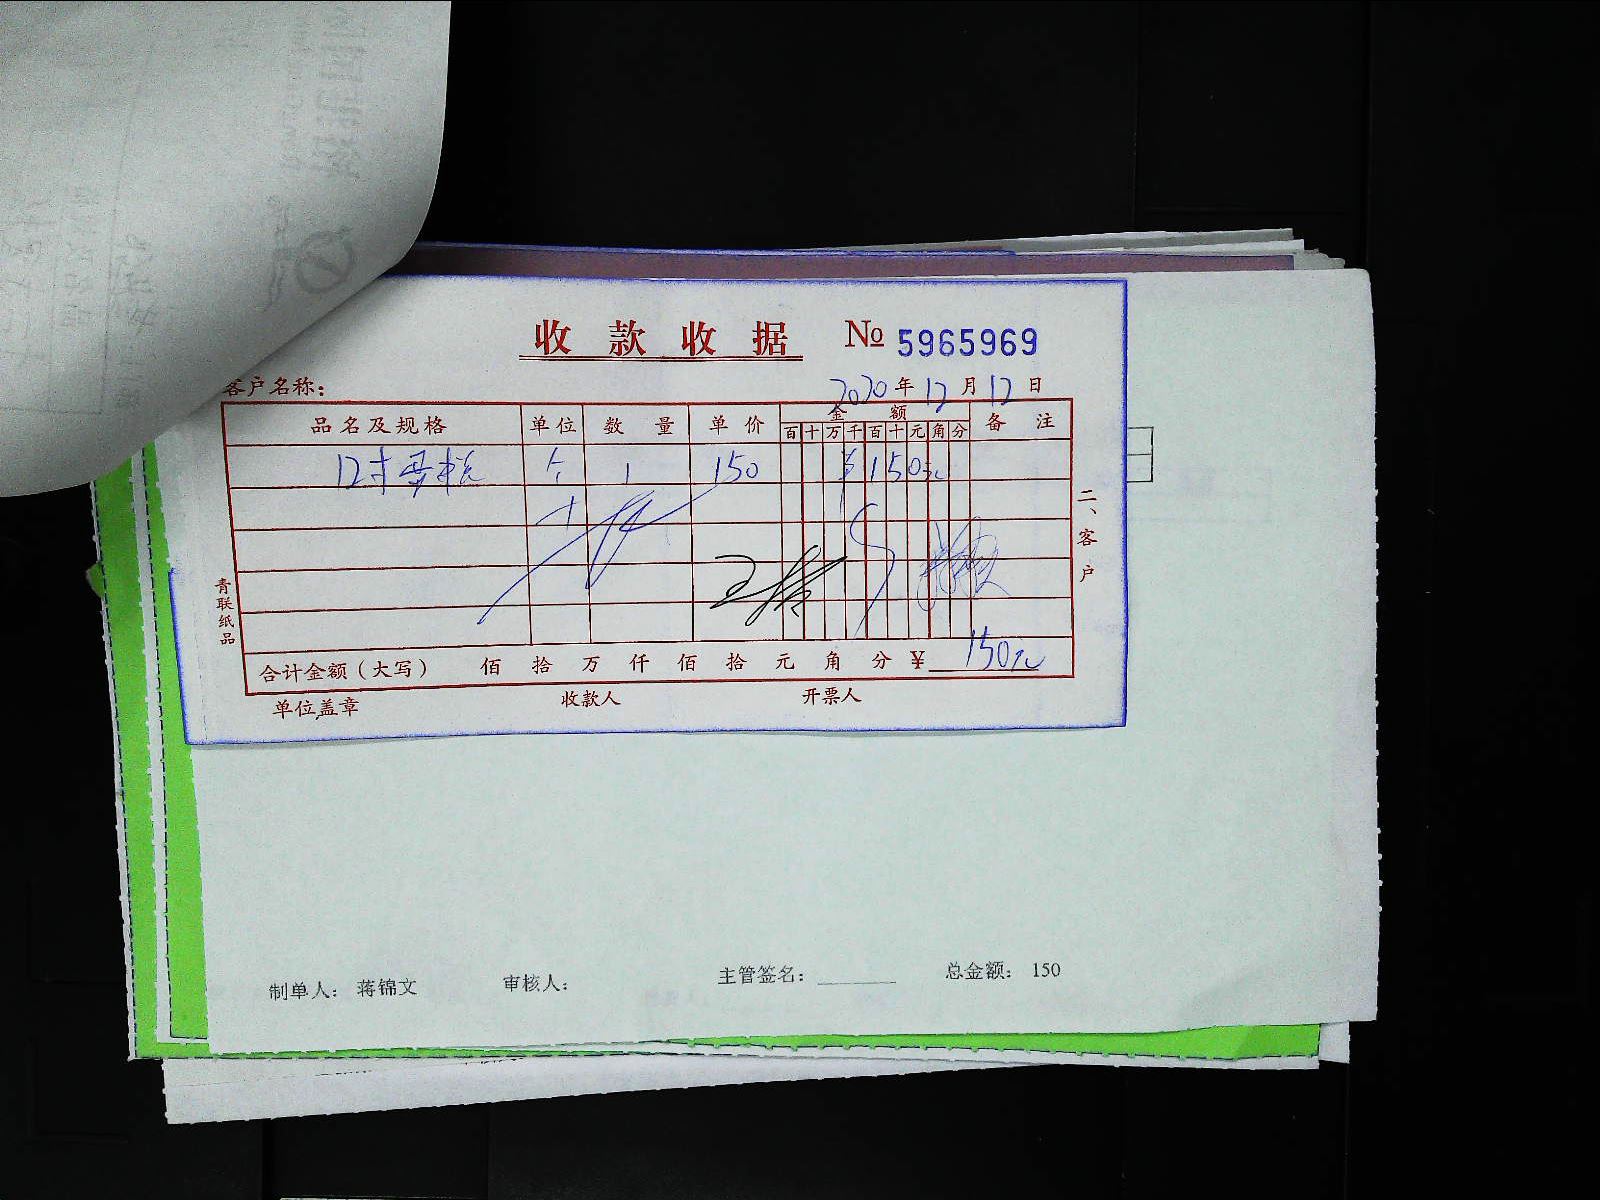 收款收据 № 5965969
客户名称： 2020年12月12日
品名及规格 单位 数量 单价 金额 备注
百 十 万 千 百 十 元 角 分
12寸蛋糕 个 1 150 ¥150元
二、客户
青联纸品
合计金额（大写） 佰 拾 万 仟 佰 拾 元 角 分 ¥ 150元
单位盖章 收款人 开票人
制单人： 蒋锦文 审核人： 主管签名： 总金额： 150